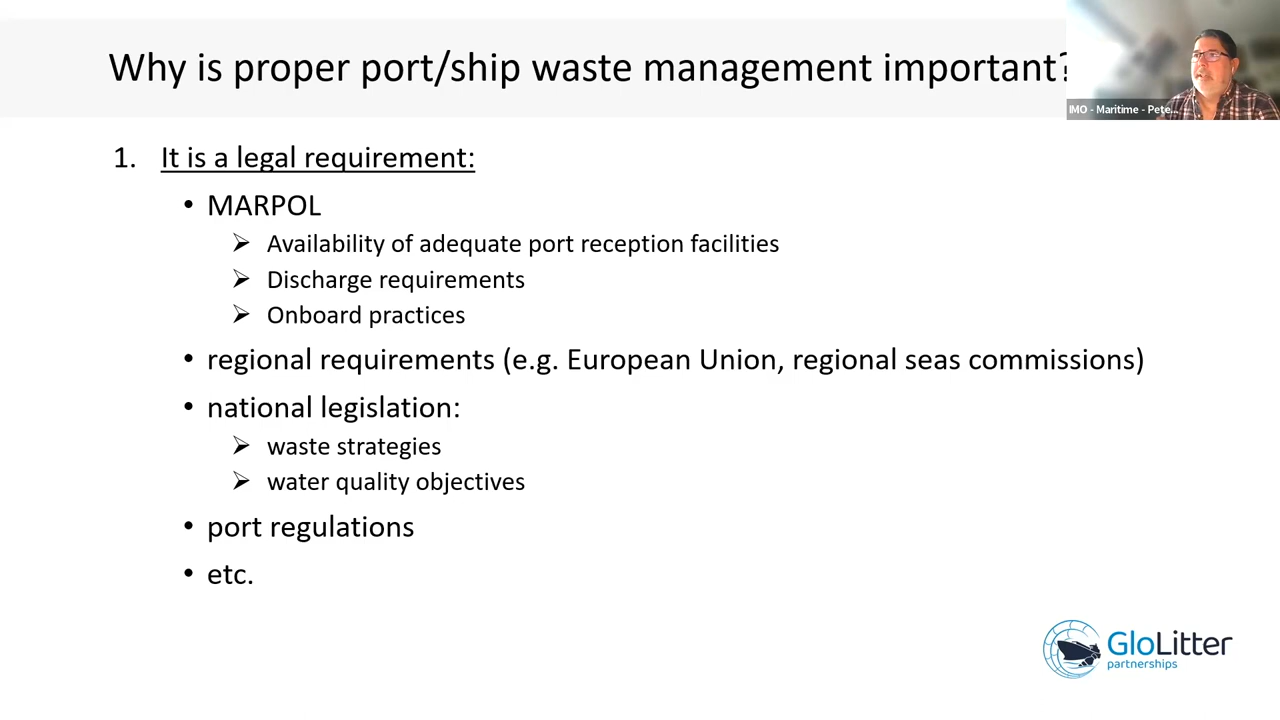 Why is proper port/ship waste management important?
IMO - Maritime - Pete...
1. It is a legal requirement:
• MARPOL
➢ Availability of adequate port reception facilities
➢ Discharge requirements
➢ Onboard practices
• regional requirements (e.g. European Union, regional seas commissions)
• national legislation:
➢ waste strategies
➢ water quality objectives
• port regulations
• etc.
GloLitter
partnerships